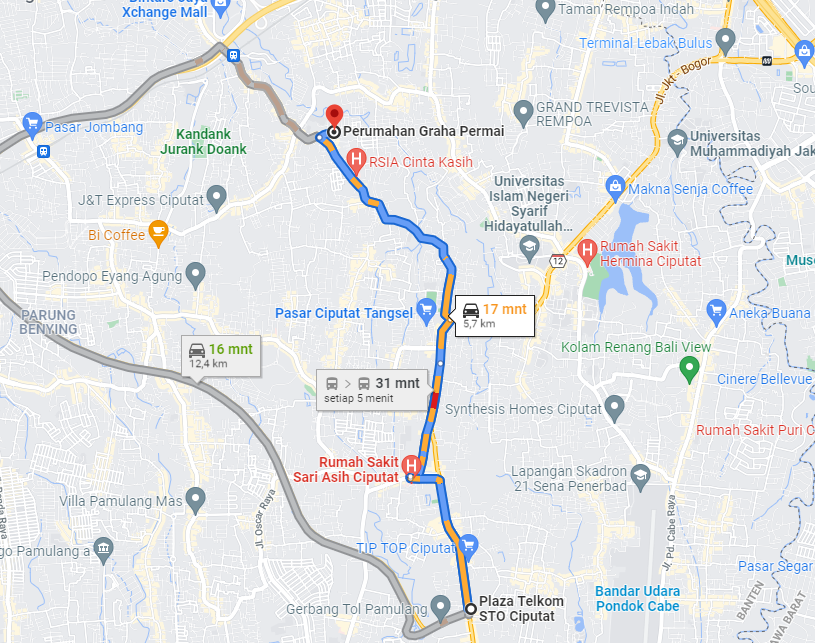 Bintaro Jaya
Xchange Mall
Taman Rempoa Indah
Terminal Lebak Bulus
Jl. Jkt - Bogor
Pasar Jombang
Kandank
Jurank Doank
Perumahan Graha Permai
GRAND TREVISTA
REMPOA
RSIA Cinta Kasih
Universitas
Muhammadiyah Jak
Universitas
Islam Negeri
Syarif
Hidayatullah...
Makna Senja Coffee
J&T Express Ciputat
Bi Coffee
12
Rumah Sakit
Hermina Ciputat
Pendopo Eyang Agung
PARUNG
BENYING
Pasar Ciputat Tangsel
17 mnt
5,7 km
Aneka Buana
16 mnt
12,4 km
Kolam Renang Bali View
31 mnt
setiap 5 menit
Cinere Bellevue
Synthesis Homes Ciputat
Rumah Sakit Puri C
Rumah Sakit
Sari Asih Ciputat
Lapangan Skadron
21 Sena Penerbad
Villa Pamulang Mas
Jl. Oscar Raya
Jl. Pd. Cabe Raya
go Pamulang a
TIP TOP Ciputat
Pasar Segar
Plaza Telkom
STO Ciputat
Gerbang Tol Pamulang
Bandar Udara
Pondok Cabe
BANTEN
JAWA BARAT